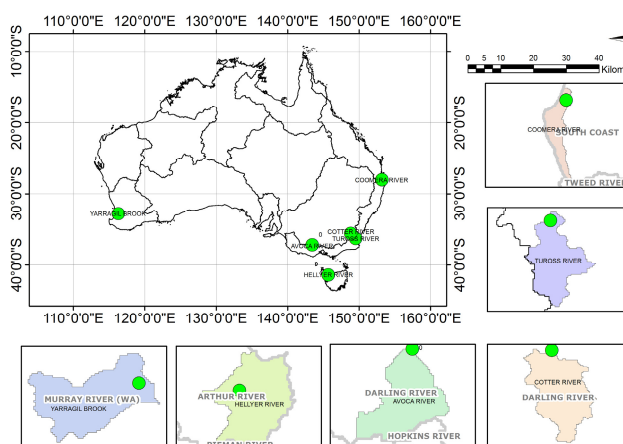 110°0'0"E 120°0'0"E 130°0'0"E 140°0'0"E 150°0'0"E 160°0'0"E
10°0'0"S
20°0'0"S
30°0'0"S
40°0'0"S
COOMERA RIVER
YARRAGIL BROOK
0
COTTER RIVER
TUROSS RIVER
AVOCA RIVER
HELLYER RIVER
10°0'0"S
20°0'0"S
30°0'0"S
40°0'0"S
110°0'0"E 120°0'0"E 130°0'0"E 140°0'0"E 150°0'0"E 160°0'0"E
0 5 10 20 30 40
SOUTH COAST
COOMERA RIVER
TWEED RIVER
TUROSS RIVER
MURRAY RIVER (WA)
YARRAGIL BROOK
ARTHUR RIVER
HELLYER RIVER
PIEMAN RIVER
0
DARLING RIVER
AVOCA RIVER
HOPKINS RIVER
COTTER RIVER
DARLING RIVER